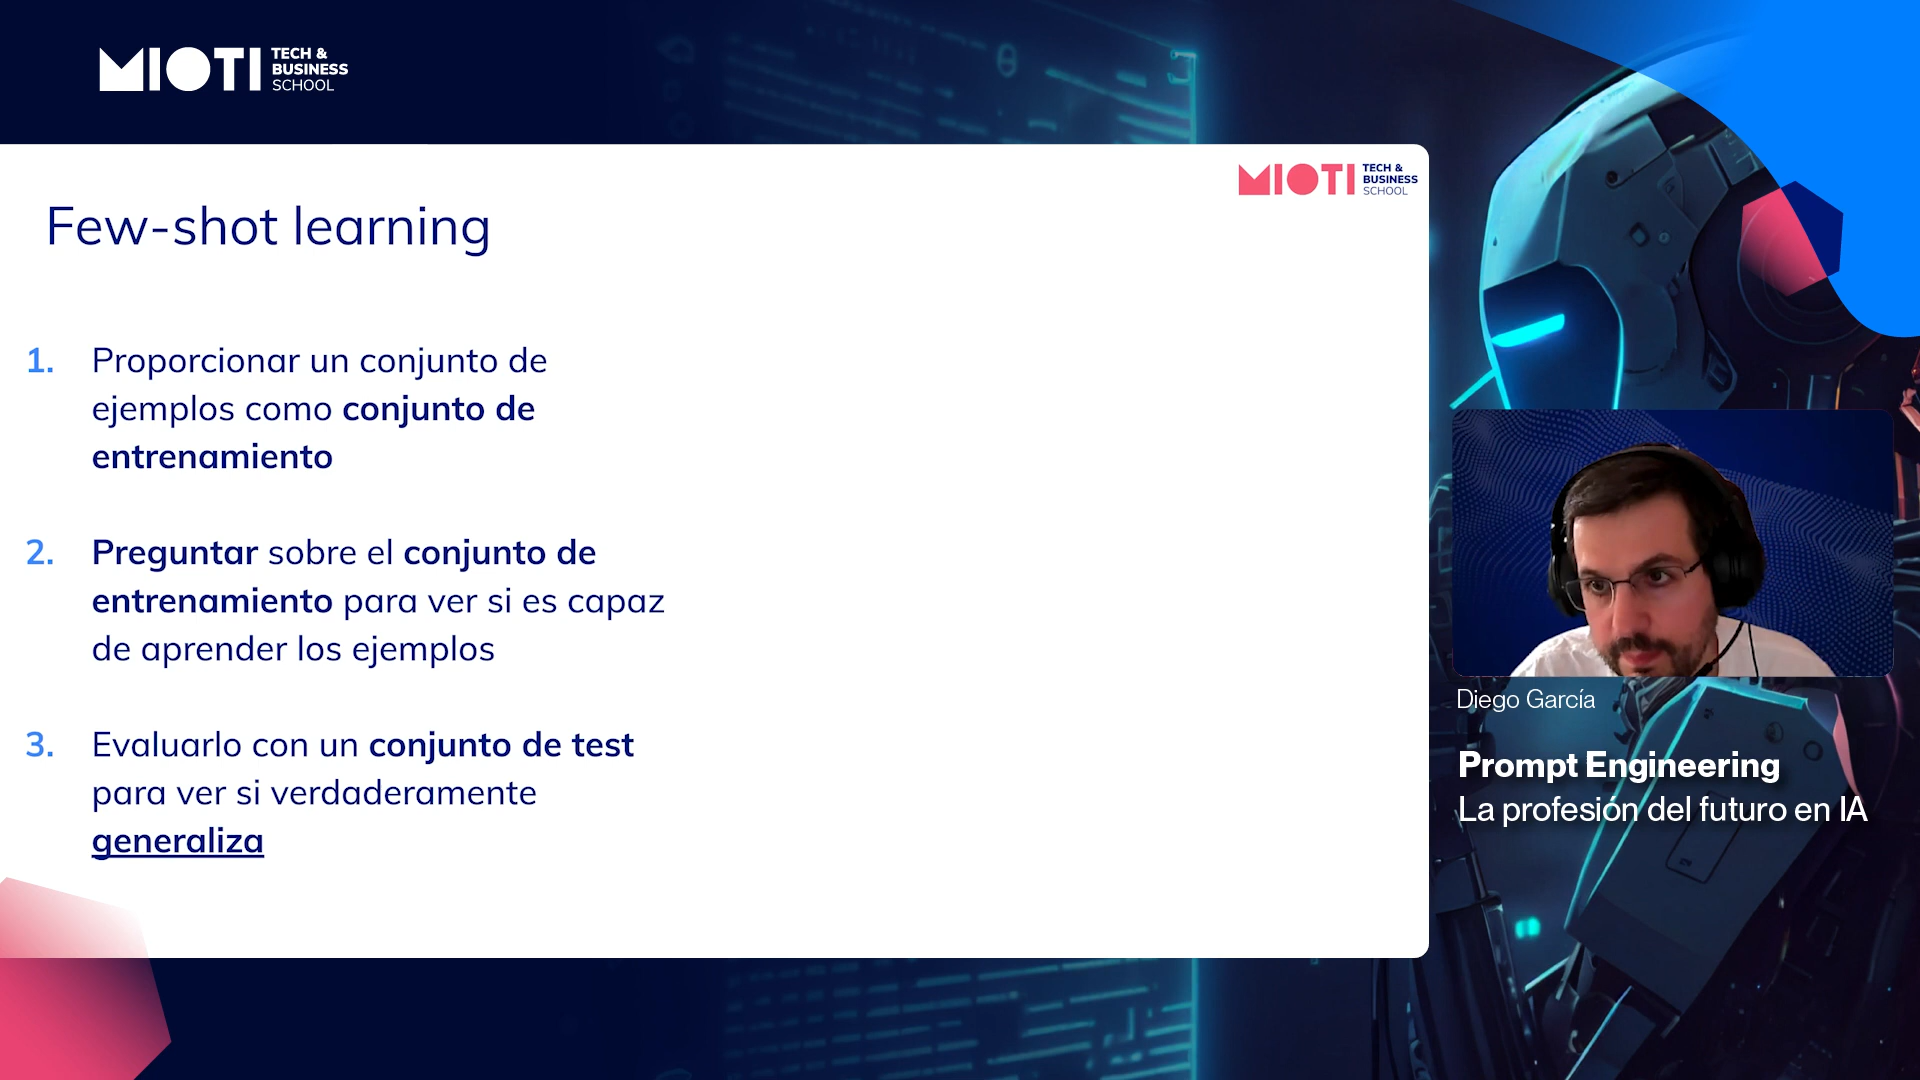 MIOTI TECH &
BUSINESS
SCHOOL
MIOTI TECH &
BUSINESS
SCHOOL
Few-shot learning
1. Proporcionar un conjunto de
ejemplos como conjunto de
entrenamiento
2. Preguntar sobre el conjunto de
entrenamiento para ver si es capaz
de aprender los ejemplos
3. Evaluarlo con un conjunto de test
para ver si verdaderamente
generaliza
Diego García
Prompt Engineering
La profesión del futuro en IA